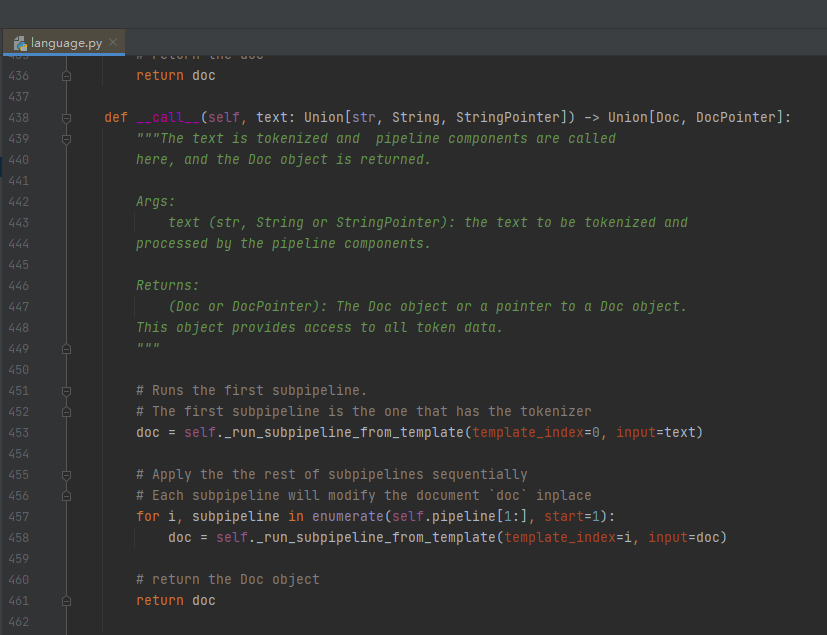 language.py
# return the doc
436 return doc
437
438 def __call__(self, text: Union[str, String, StringPointer]) -> Union[Doc, DocPointer]:
439 """The text is tokenized and  pipeline components are called
440 here, and the Doc object is returned.
441
442 Args:
443 text (str, String or StringPointer): the text to be tokenized and
444 processed by the pipeline components.
445
446 Returns:
447 (Doc or DocPointer): The Doc object or a pointer to a Doc object.
448 This object provides access to all token data.
449 """
450
451 # Runs the first subpipeline.
452 # The first subpipeline is the one that has the tokenizer
453 doc = self._run_subpipeline_from_template(template_index=0, input=text)
454
455 # Apply the the rest of subpipelines sequentially
456 # Each subpipeline will modify the document `doc` inplace
457 for i, subpipeline in enumerate(self.pipeline[1:], start=1):
458 doc = self._run_subpipeline_from_template(template_index=i, input=doc)
459
460 # return the Doc object
461 return doc
462